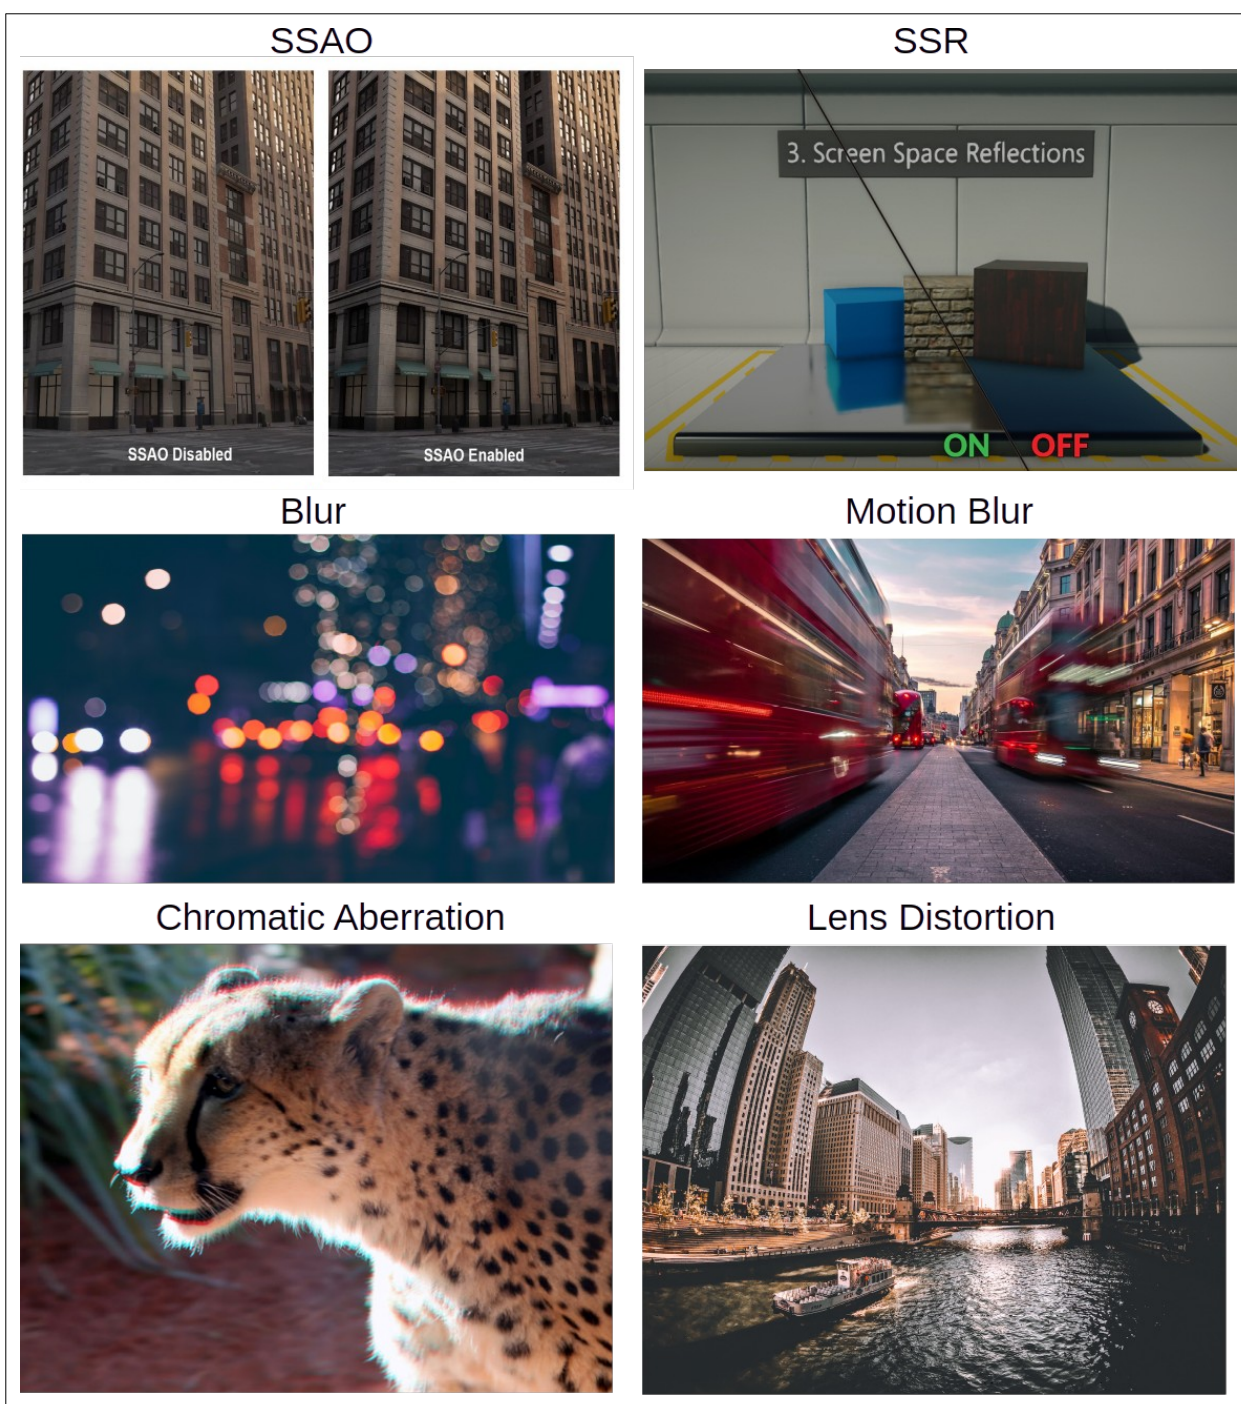 SSAO
SSR
SSAO Disabled
SSAO Enabled
3. Screen Space Reflections
ON OFF
Blur
Motion Blur
Chromatic Aberration
Lens Distortion